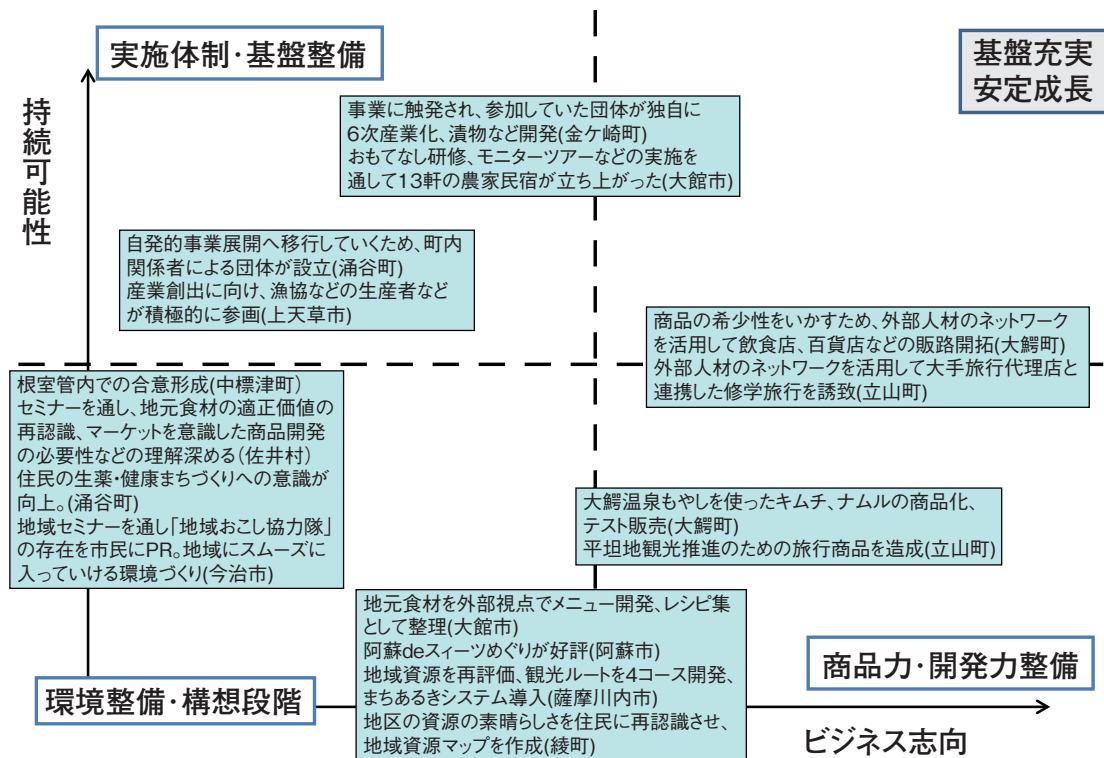 実施体制・基盤整備
基盤充実
安定成長
持続可能性
事業に触発され、参加していた団体が独自に
6次産業化、漬物など開発(金ケ崎町)
おもてなし研修、モニターツアーなどの実施を
通して13軒の農家民宿が立ち上がった(大館市)
自発的事業展開へ移行していくため、町内
関係者による団体が設立(涌谷町)
産業創出に向け、漁協などの生産者など
が積極的に参画(上天草市)
商品の希少性をいかすため、外部人材のネットワーク
を活用して飲食店、百貨店などの販路開拓(大鰐町)
外部人材のネットワークを活用して大手旅行代理店と
連携した修学旅行を誘致(立山町)
根室管内での合意形成(中標津町)
セミナーを通し、地元食材の適正価値の
再認識、マーケットを意識した商品開発
の必要性などの理解深める(佐井村)
住民の生薬・健康まちづくりへの意識が
向上。(涌谷町)
地域セミナーを通し「地域おこし協力隊」
の存在を市民にPR。地域にスムーズに
入っていける環境づくり(今治市)
大鰐温泉もやしを使ったキムチ、ナムルの商品化、
テスト販売(大鰐町)
平坦地観光推進のための旅行商品を造成(立山町)
地元食材を外部視点でメニュー開発、レシピ集
として整理(大館市)
阿蘇deスィーツめぐりが好評(阿蘇市)
地域資源を再評価、観光ルートを4コース開発、
まちあるきシステム導入(薩摩川内市)
地区の資源の素晴らしさを住民に再認識させ、
地域資源マップを作成(綾町)
環境整備・構想段階
商品力・開発力整備
ビジネス志向